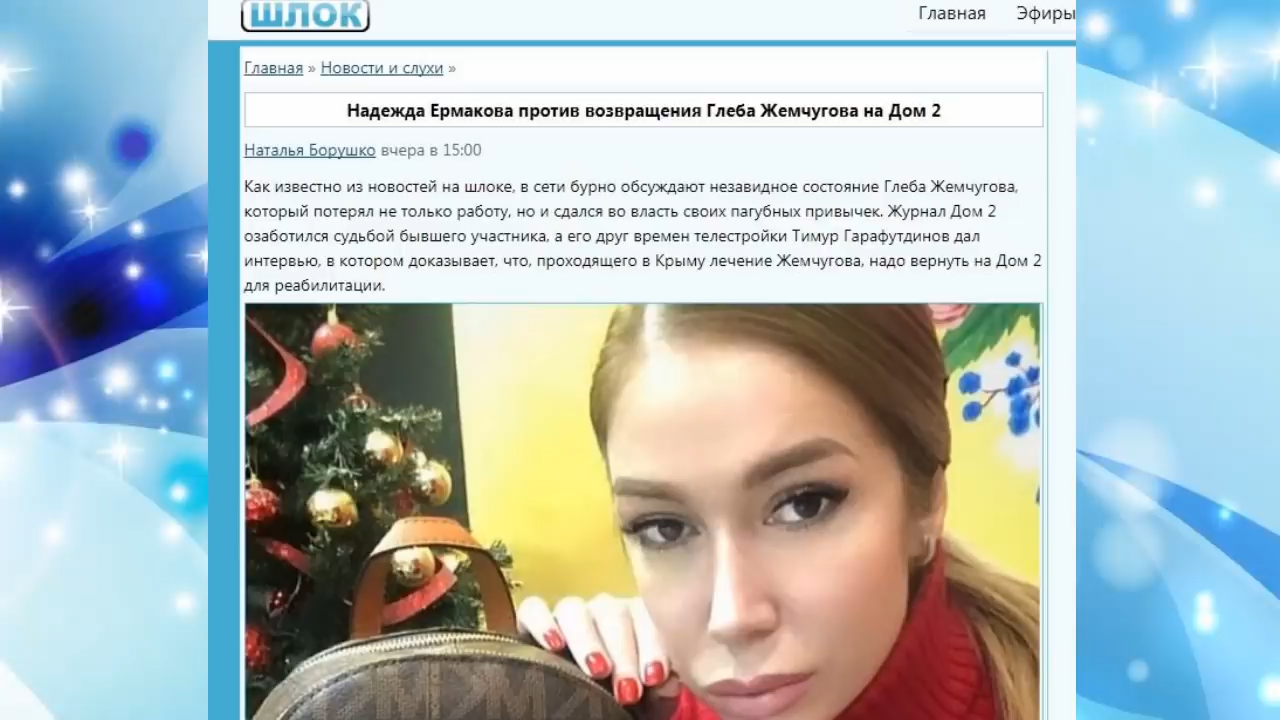 ШЛОК
Главная Эфиры
Главная » Новости и слухи »
Надежда Ермакова против возвращения Глеба Жемчугова на Дом 2
Наталья Борушко вчера в 15:00
Как известно из новостей на шлоке, в сети бурно обсуждают незавидное состояние Глеба Жемчугова,
который потерял не только работу, но и сдался во власть своих пагубных привычек. Журнал Дом 2
озаботился судьбой бывшего участника, а его друг времен телестройки Тимур Гарафутдинов дал
интервью, в котором доказывает, что, проходящего в Крыму лечение Жемчугова, надо вернуть на Дом 2
для реабилитации.